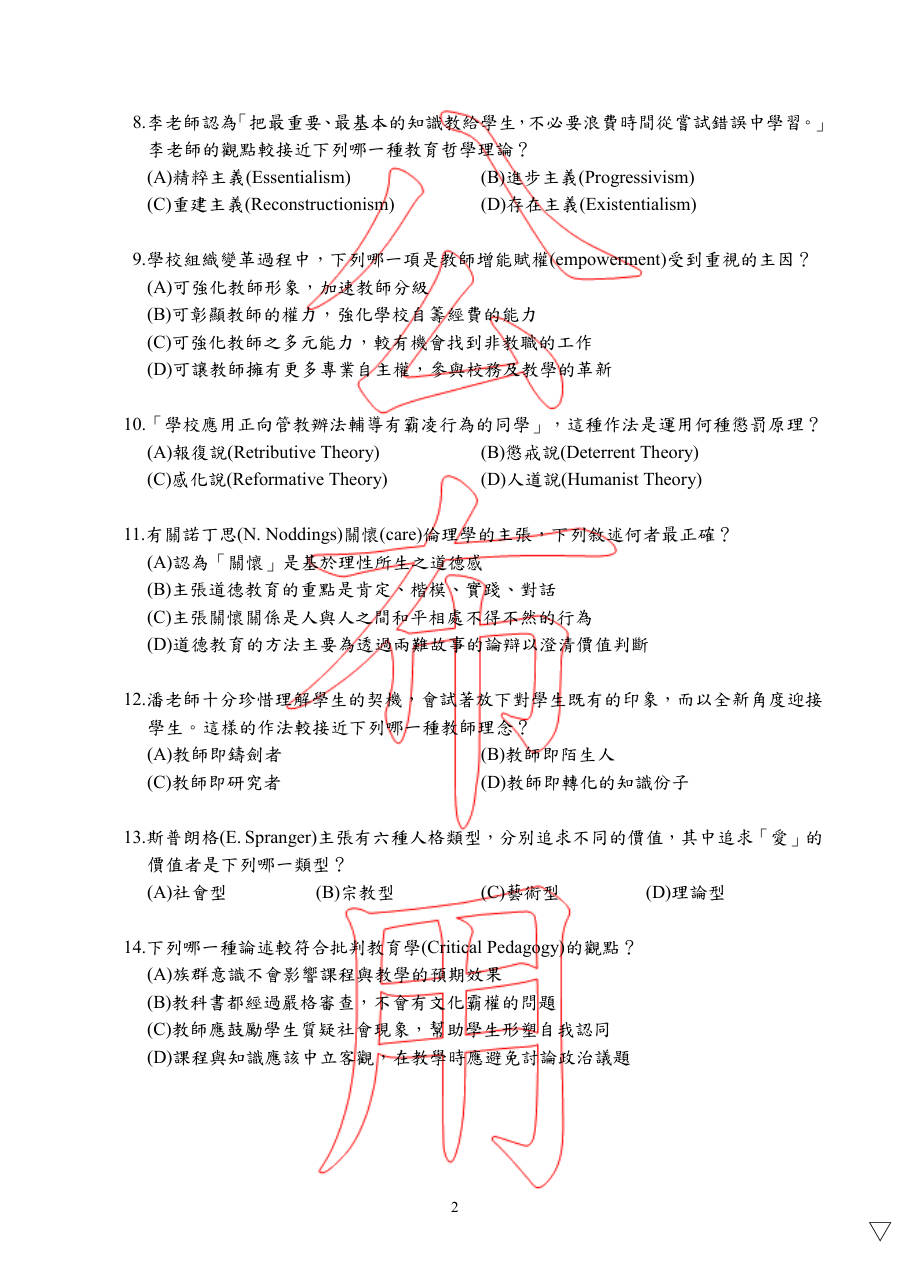 8.李老師認為「把最重要、最基本的知識教給學生，不必要浪費時間從嘗試錯誤中學習。」
李老師的觀點較接近下列哪一種教育哲學理論？
(A)精粹主義(Essentialism) (B)進步主義(Progressivism)
(C)重建主義(Reconstructionism) (D)存在主義(Existentialism)
9.學校組織變革過程中，下列哪一項是教師增能賦權(empowerment)受到重視的主因？
(A)可強化教師形象，加速教師分級
(B)可彰顯教師的權力，強化學校自籌經費的能力
(C)可強化教師之多元能力，較有機會找到非教職的工作
(D)可讓教師擁有更多專業自主權，參與校務及教學的革新
10.「學校應用正向管教辦法輔導有霸凌行為的同學」，這種作法是運用何種懲罰原理？
(A)報復說(Retributive Theory) (B)懲戒說(Deterrent Theory)
(C)感化說(Reformative Theory) (D)人道說(Humanist Theory)
11.有關諾丁思(N. Noddings)關懷(care)倫理學的主張，下列敘述何者最正確？
(A)認為「關懷」是基於理性所生之道德感
(B)主張道德教育的重點是肯定、楷模、實踐、對話
(C)主張關懷關係是人與人之間和平相處不得不然的行為
(D)道德教育的方法主要為透過兩難故事的論辯以澄清價值判斷
12.潘老師十分珍惜理解學生的契機，會試著放下對學生既有的印象，而以全新角度迎接
學生。這樣的作法較接近下列哪一種教師理念？
(A)教師即鑄劍者 (B)教師即陌生人
(C)教師即研究者 (D)教師即轉化的知識份子
13.斯普朗格(E. Spranger)主張有六種人格類型，分別追求不同的價值，其中追求「愛」的
價值者是下列哪一類型？
(A)社會型 (B)宗教型 (C)藝術型 (D)理論型
14.下列哪一種論述較符合批判教育學(Critical Pedagogy)的觀點？
(A)族群意識不會影響課程與教學的預期效果
(B)教科書都經過嚴格審查，不會有文化霸權的問題
(C)教師應鼓勵學生質疑社會現象，幫助學生形塑自我認同
(D)課程與知識應該中立客觀，在教學時應避免討論政治議題
公布用
2